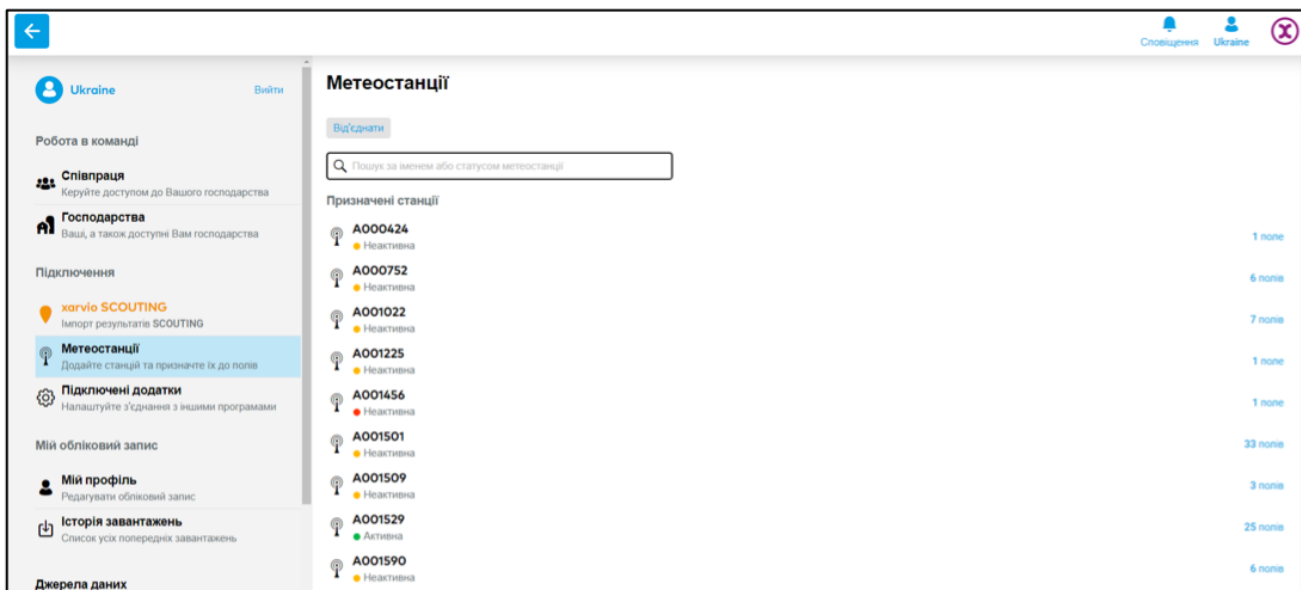 Сповіщення
Ukraine
Ukraine
Вийти
Робота в команді
Співпраця
Керуйте доступом до Вашого господарства
Господарства
Ваші, а також доступні Вам господарства
Підключення
xarvio SCOUTING
Імпорт результатів SCOUTING
Метеостанції
Додайте станцій та призначте їх до полів
Підключені додатки
Налаштуйте з'єднання з іншими програмами
Мій обліковий запис
Мій профіль
Редагувати обліковий запис
Історія завантажень
Список усіх попередніх завантажень
Джерела даних
Метеостанції
Від'єднати
Пошук за іменем або статусом метеостанції
Призначені станції
A000424
Неактивна
1 поле
A000752
Неактивна
6 полів
A001022
Неактивна
7 полів
A001225
Неактивна
1 поле
A001456
Неактивна
1 поле
A001501
Неактивна
33 полів
A001509
Неактивна
3 полів
A001529
Активна
25 полів
A001590
Неактивна
6 полів